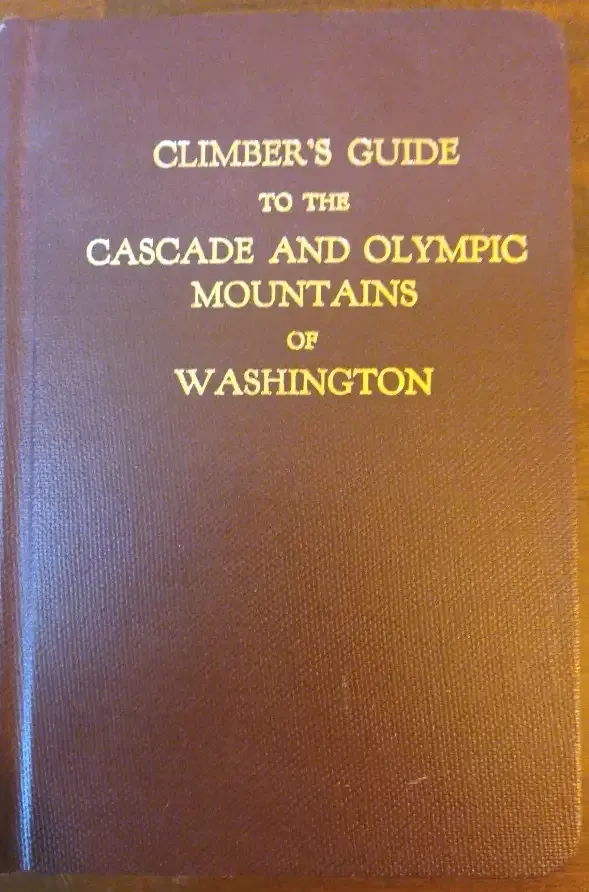 CLIMBER'S GUIDE
TO THE
CASCADE AND OLYMPIC
MOUNTAINS
OF
WASHINGTON